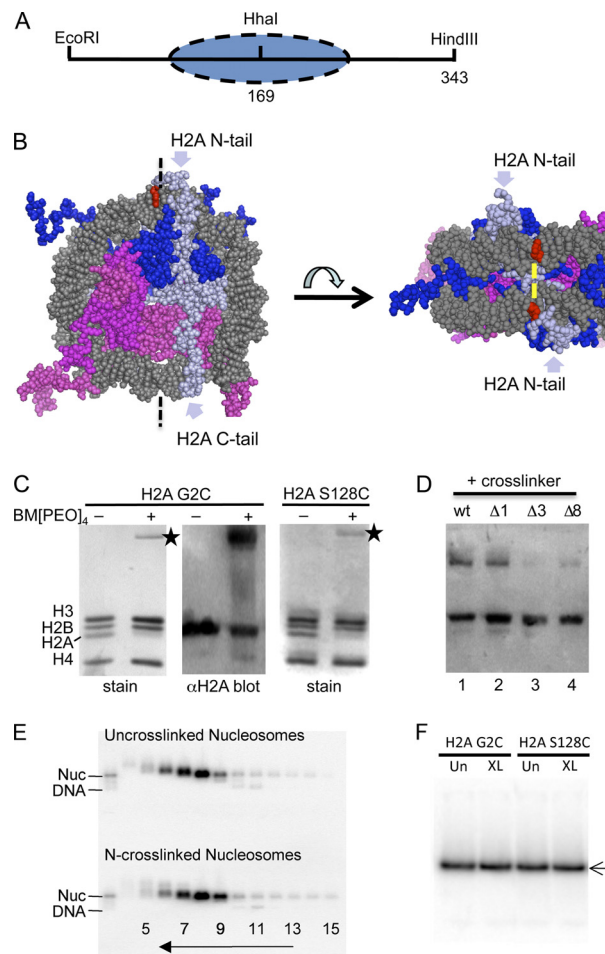 A
HhaI
EcoRI
HindIII
169
343
B
H2A N-tail
H2A N-tail
H2A N-tail
H2A C-tail
C
H2A G2C
H2A S128C
BM[PEO]4
– + – + – +
H3
H2B
H2A
H4
stain
αH2A blot
stain
D
+ crosslinker
wt Δ1 Δ3 Δ8
1 2 3 4
E
Uncrosslinked Nucleosomes
Nuc
DNA
N-crosslinked Nucleosomes
Nuc
DNA
5 7 9 11 13 15
F
H2A G2C H2A S128C
Un XL Un XL